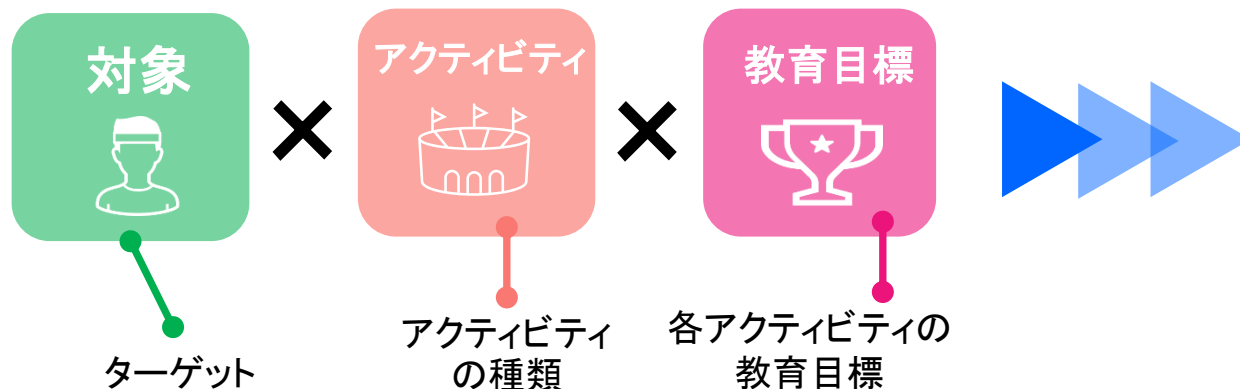 対象
アクティビティ
教育目標
ターゲット
アクティビティ
の種類
各アクティビティの
教育目標